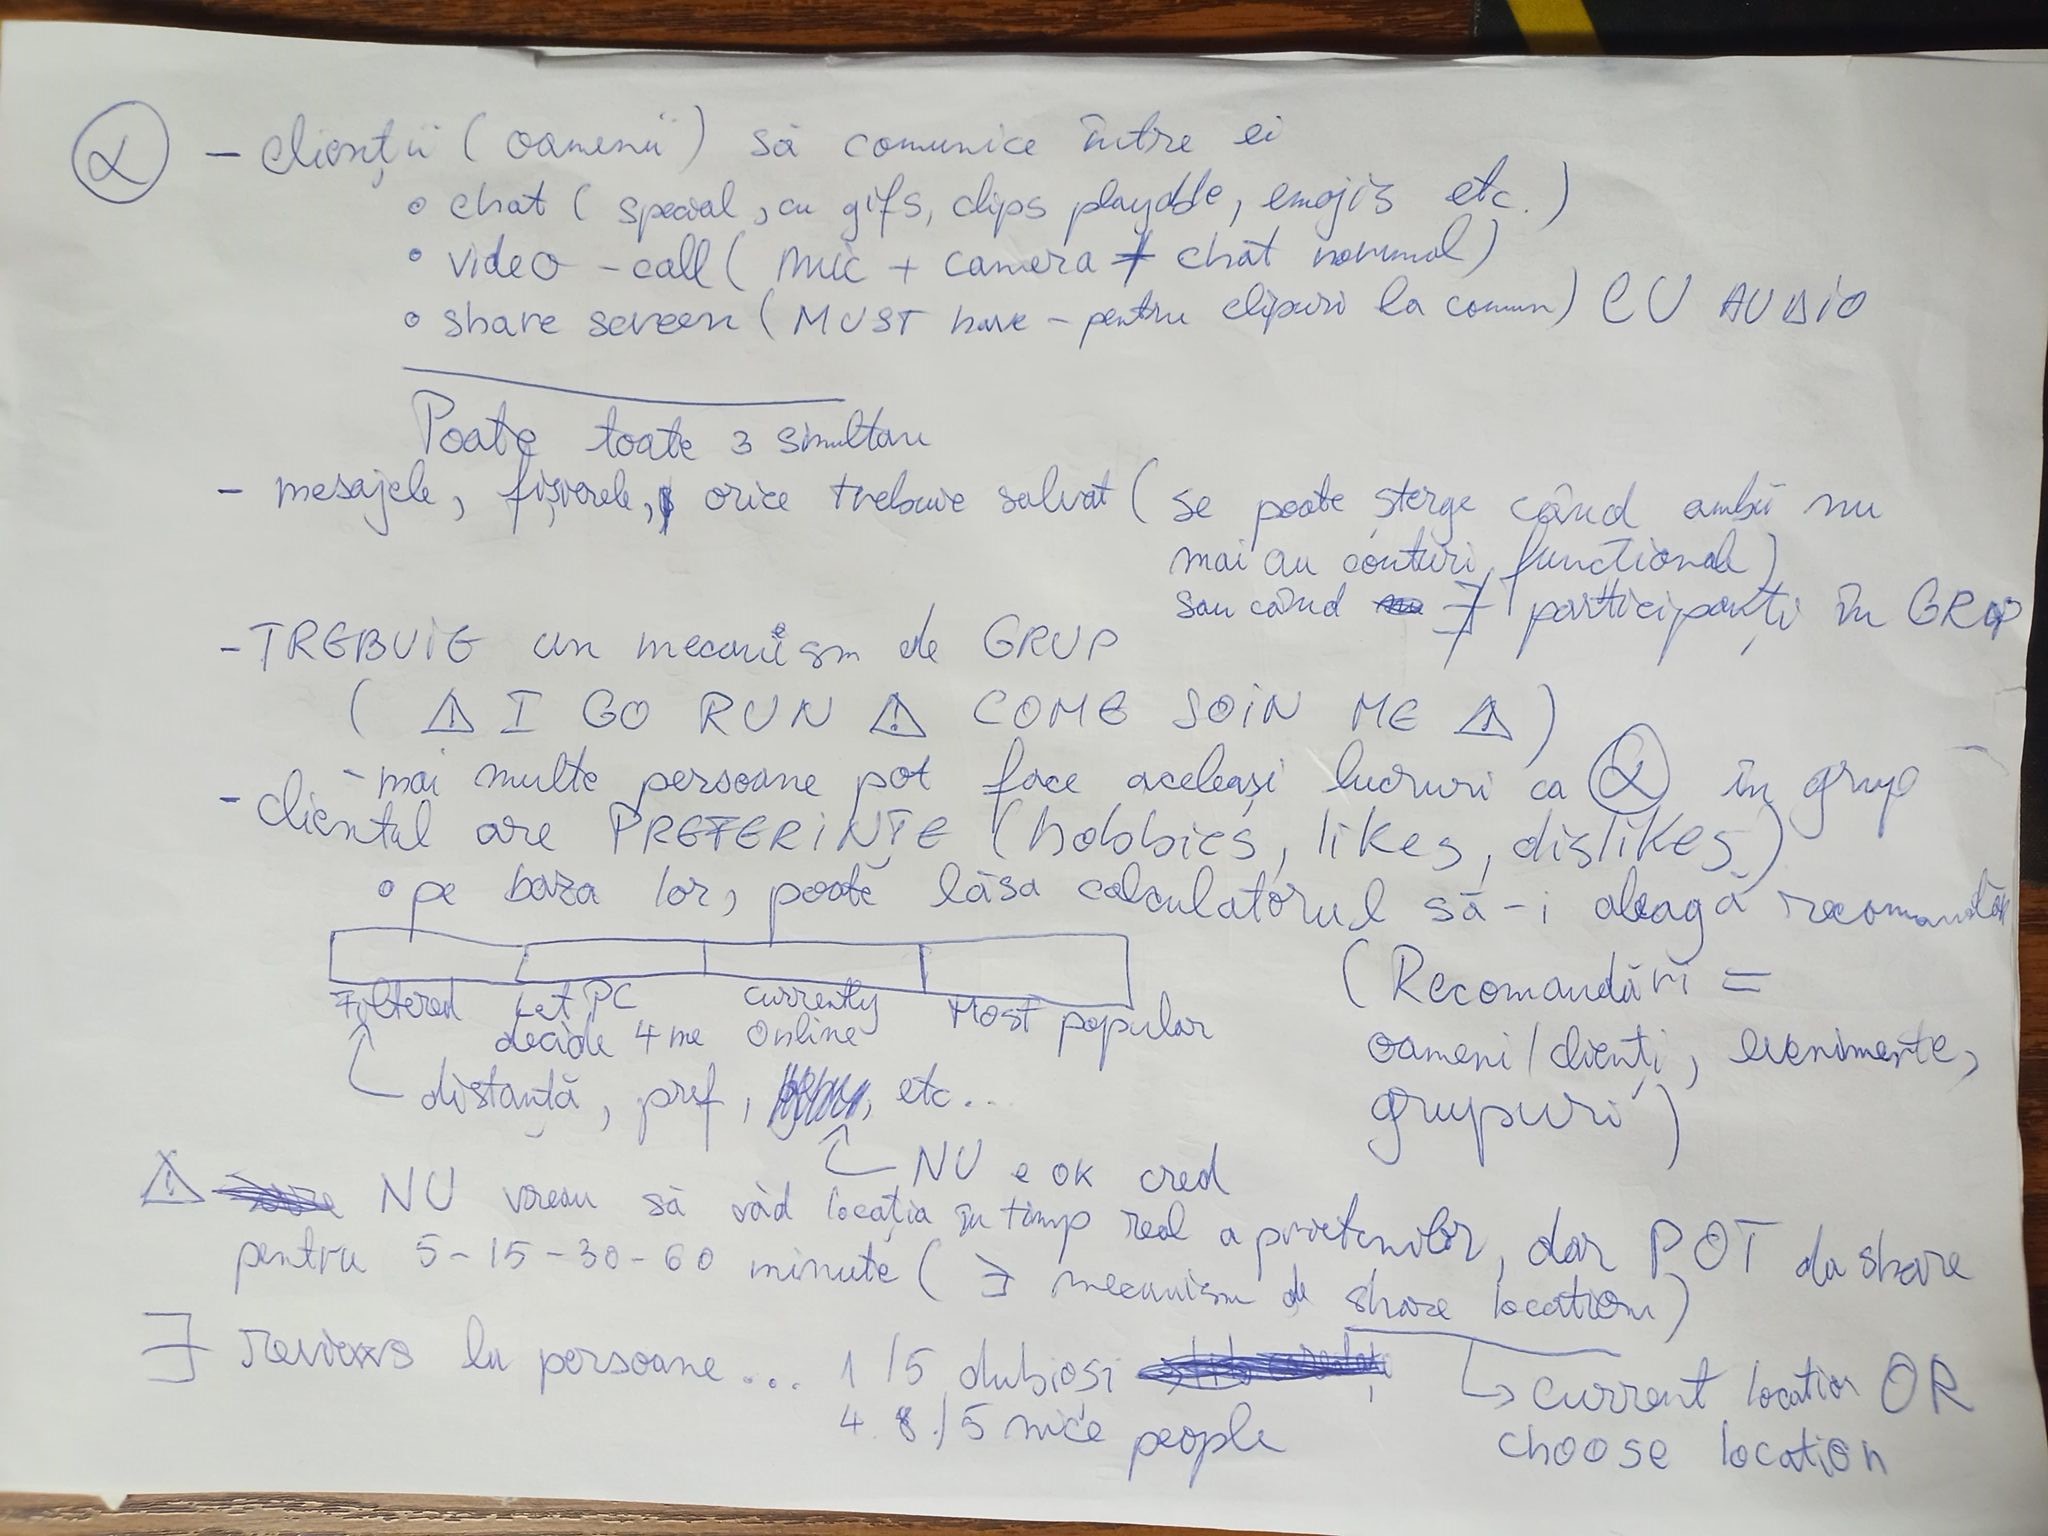 α - clienții (oamenii) să comunice între ei
• chat (special, cu gifs, clips playable, emojis etc.)
• video-call (mic + camera + chat normal)
• share screen (MUST have - pentru clipuri la comun) CU AUDIO
Poate toate 3 simultan
- mesajele, fișierele, orice trebuie salvat (se poate sterge când ambii nu
mai au conturi funcționale)
sau când ∄ participanți în GRUP
- TREBUIE un mecanism de GRUP
(⚠ I GO RUN ⚠ COME JOIN ME ⚠)
- mai multe persoane pot face aceleași lucruri ca α în grup
- clientul are PREFERINȚE (hobbies, likes, dislikes)
• pe baza lor, poate lăsa calculatorul să-i aleagă
Filtered | Let PC decide 4 me | currently online | Most popular
(Recomandări =
oameni/clienți, evenimente,
grupuri)
distanță, pref, etc...
NU e ok cred
⚠ NU vreau să văd locația în timp real a prietenilor, dar POT da share
pentru 5-15-30-60 minute (∃ mecanism de share location)
∃ reviews la persoane... 1/5 dubiosi
4.8/5 nice people
↳ current location OR
choose location